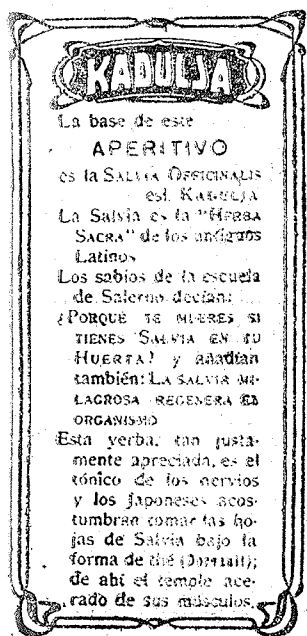 KADULJA
La base de este
APERITIVO
es la SALVIA OFFICINALIS
est. KADULJA
La Salvia es la "HERBA
SACRA" de los antiguos
Latinos
Los sabios de la escuela
de Salerno decían:
¿PORQUÉ TE MUERES SI
TIENES SALVIA EN TU
HUERTA? y añadían
también: LA SALVIA MI-
LAGROSA REGENERA EL
ORGANISMO
Esta yerba, tan justa-
mente apreciada, es el
tónico de los nervios
y los Japoneses acos-
tumbran tomar las ho-
jas de Salvia bajo la
forma de thé
de ahí el temple ace-
rado de sus músculos.